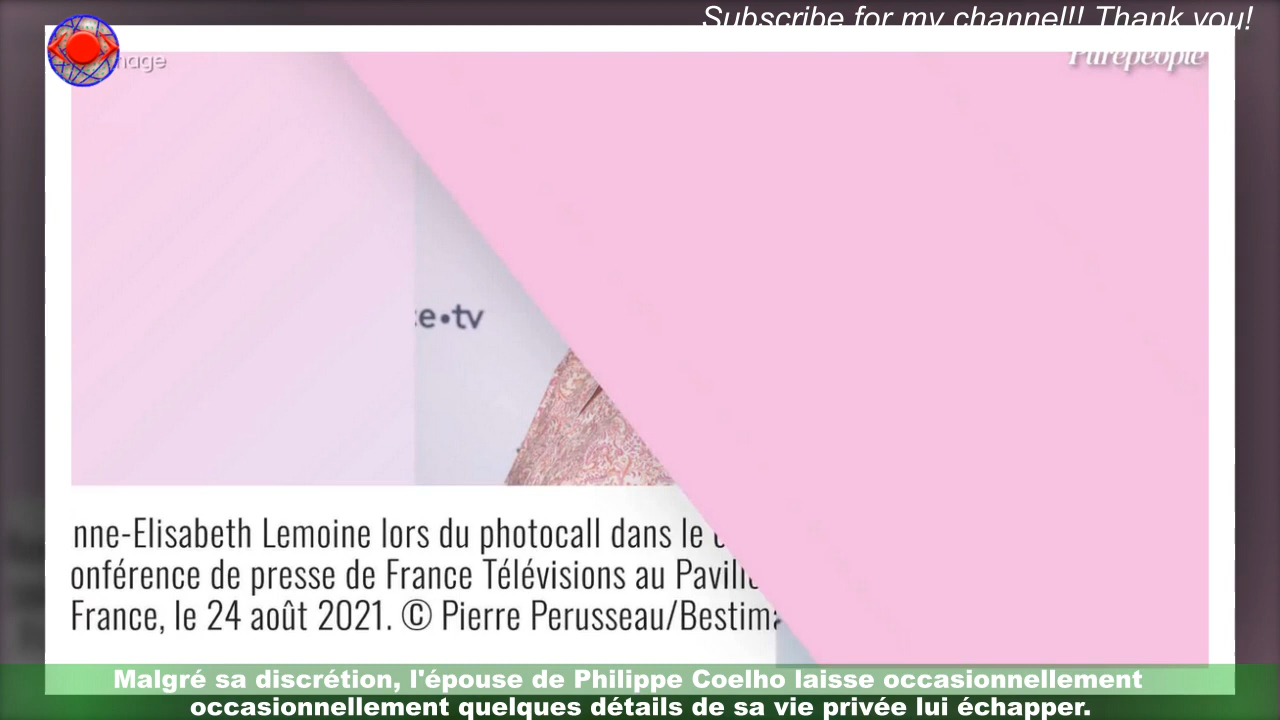 Subscribe for my channel!! Thank you!
Purepeople
nne-Elisabeth Lemoine lors du photocall dans le
onférence de presse de France Télévisions au Pavill
France, le 24 août 2021. © Pierre Perusseau/Bestima
e•tv
Malgré sa discrétion, l'épouse de Philippe Coelho laisse occasionnellement
occasionnellement quelques détails de sa vie privée lui échapper.